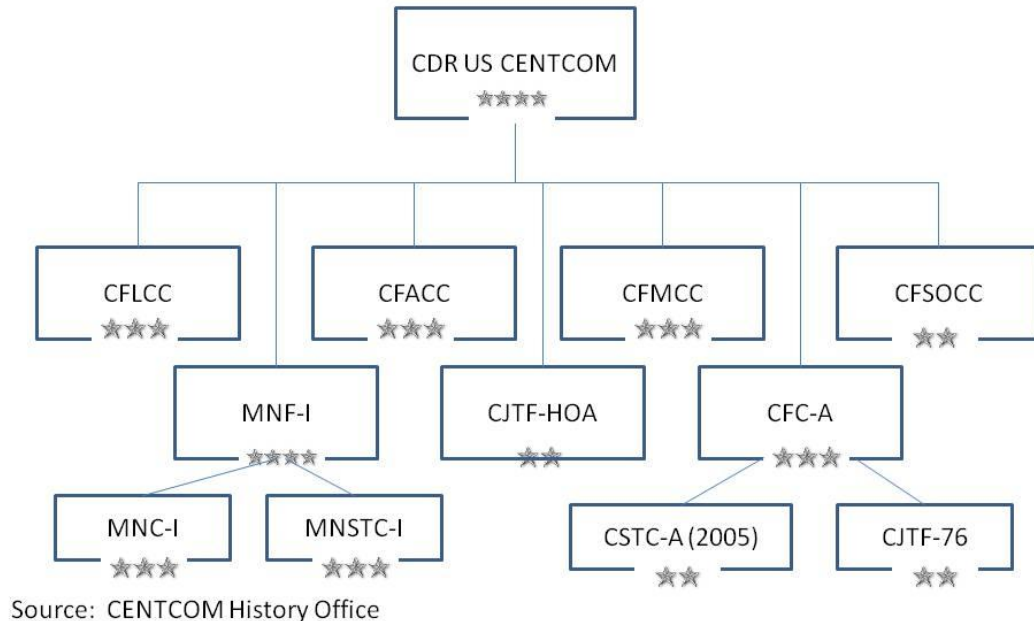 CDR US CENTCOM
CFLCC
CFACC
CFMCC
CFSOCC
MNF-I
CJTF-HOA
CFC-A
MNC-I
MNSTC-I
CSTC-A (2005)
CJTF-76
Source: CENTCOM History Office